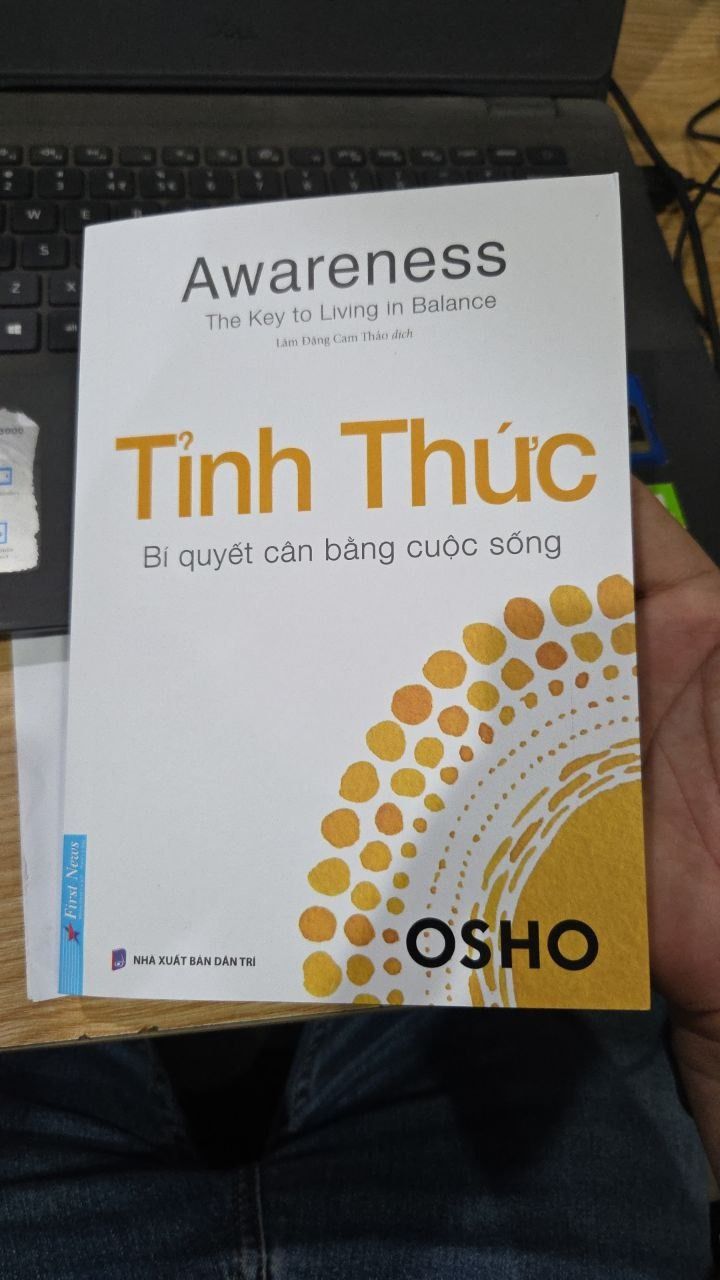 Awareness
The Key to Living in Balance
Lâm Đặng Cam Thảo dịch
Tỉnh Thức
Bí quyết cân bằng cuộc sống
OSHO
First News
NHÀ XUẤT BẢN DÂN TRÍ